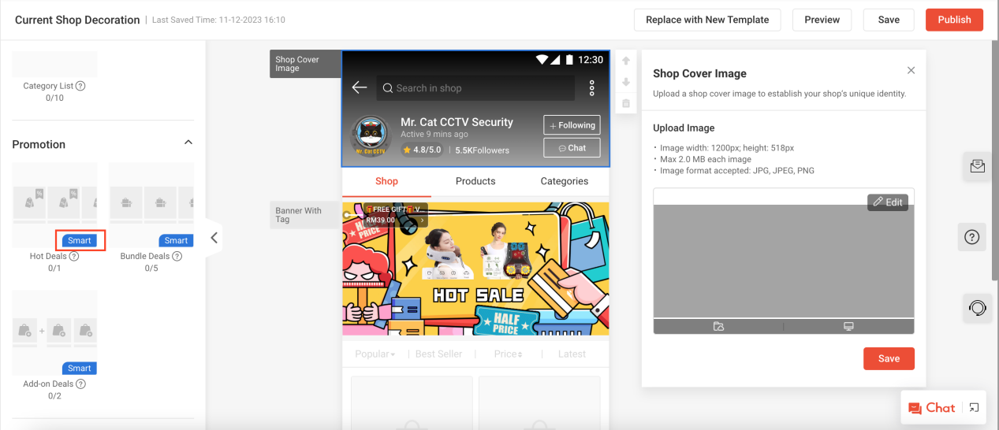 Current Shop Decoration | Last Saved Time: 11-12-2023 16:10
Replace with New Template
Preview
Save
Publish
Category List
0/10
Promotion
Smart
Hot Deals
0/1
Smart
Bundle Deals
0/5
Smart
Add-on Deals
0/2
Shop Cover
Image
12:30
Search in shop
Mr. Cat CCTV Security
Active 9 mins ago
4.8/5.0 | 5.5KFollowers
+ Following
Chat
Mr. Cat CCTV
Shop
Products
Categories
Banner With
Tag
FREE GIFT V...
RM39.00
HALF
PRICE
HOT SALE
HALF
PRICE
Popular | Best Seller | Price | Latest
Shop Cover Image
Upload a shop cover image to establish your shop's unique identity.
Upload Image
· Image width: 1200px; height: 518px
· Max 2.0 MB each image
· Image format accepted: JPG, JPEG, PNG
Edit
Save
Chat